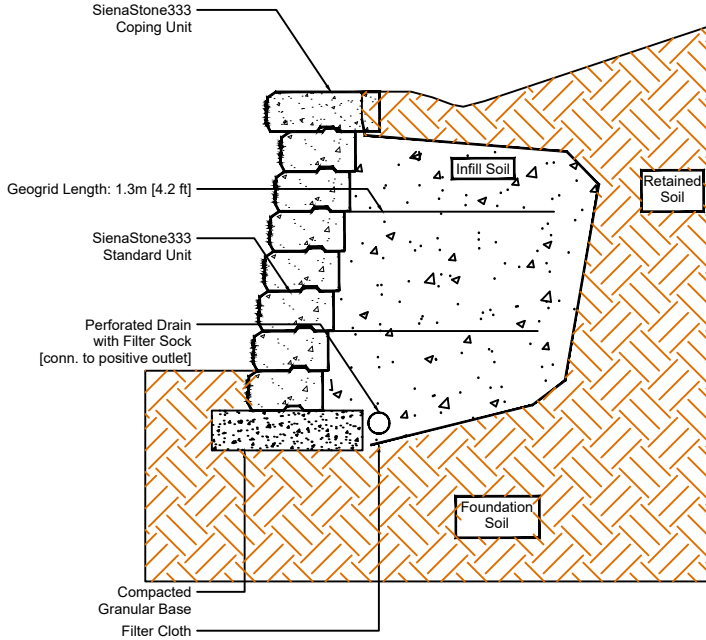 SienaStone333
Coping Unit
Infill Soil
Retained
Soil
Geogrid Length: 1.3m [4.2 ft]
SienaStone333
Standard Unit
Perforated Drain
with Filter Sock
[conn. to positive outlet]
Foundation
Soil
Compacted
Granular Base
Filter Cloth